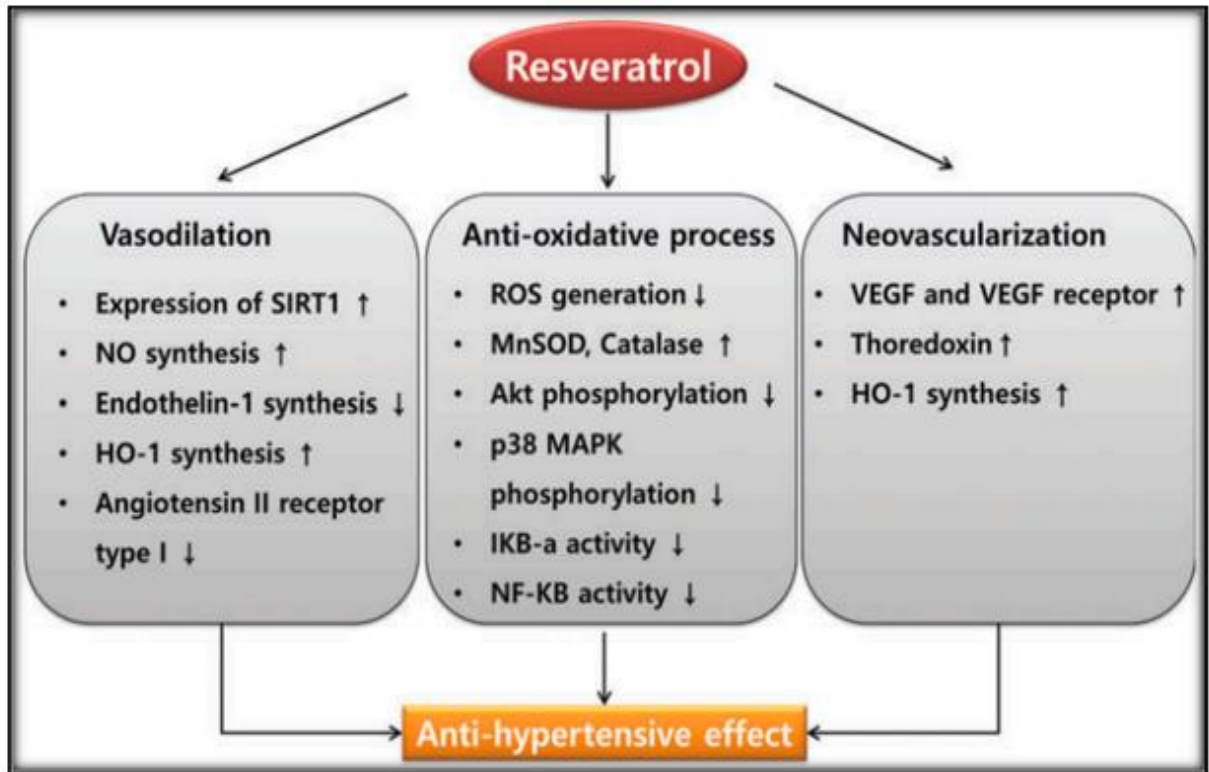 Resveratrol
Vasodilation
• Expression of SIRT1 ↑
• NO synthesis ↑
• Endothelin-1 synthesis ↓
• HO-1 synthesis ↑
• Angiotensin II receptor
type I ↓
Anti-oxidative process
• ROS generation ↓
• MnSOD, Catalase ↑
• Akt phosphorylation ↓
• p38 MAPK
phosphorylation ↓
• IKB-a activity ↓
• NF-KB activity ↓
Neovascularization
• VEGF and VEGF receptor ↑
• Thoredoxin ↑
• HO-1 synthesis ↑
Anti-hypertensive effect